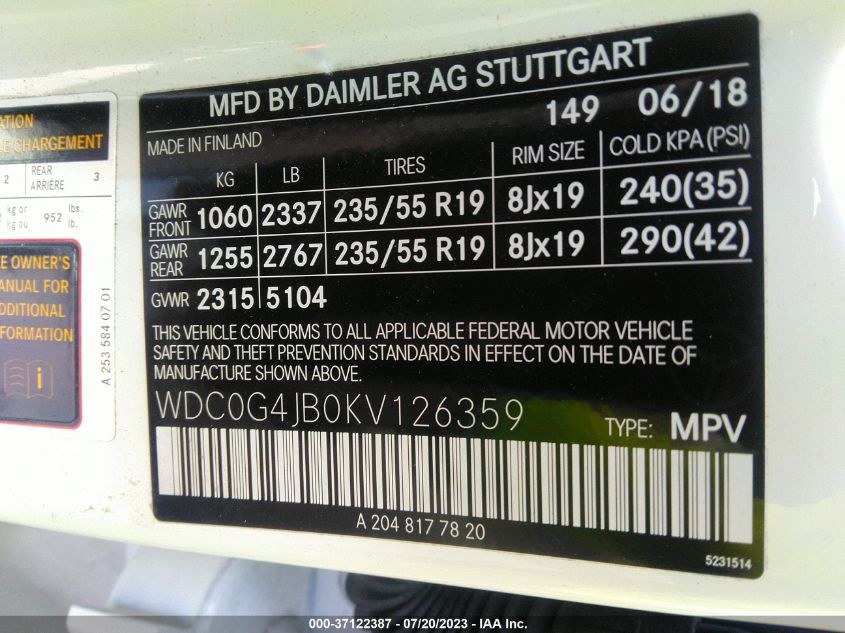 MFD BY DAIMLER AG STUTTGART
149 06/18
MADE IN FINLAND
KG LB TIRES RIM SIZE COLD KPA (PSI)
GAWR FRONT 1060 2337 235/55 R19 8Jx19 240(35)
GAWR REAR 1255 2767 235/55 R19 8Jx19 290(42)
GVWR 2315 5104
THIS VEHICLE CONFORMS TO ALL APPLICABLE FEDERAL MOTOR VEHICLE
SAFETY AND THEFT PREVENTION STANDARDS IN EFFECT ON THE DATE OF
MANUFACTURE SHOWN ABOVE.
WDC0G4JB0KV126359
TYPE: MPV
A 204 817 78 20
5231514
CHARGEMENT
2 REAR ARRIÈRE 3
kg or kg ou 952 lbs. lb.
OWNER'S
MANUAL FOR
A 253 584 07 01
000-37122387 - 07/20/2023 - IAA Inc.